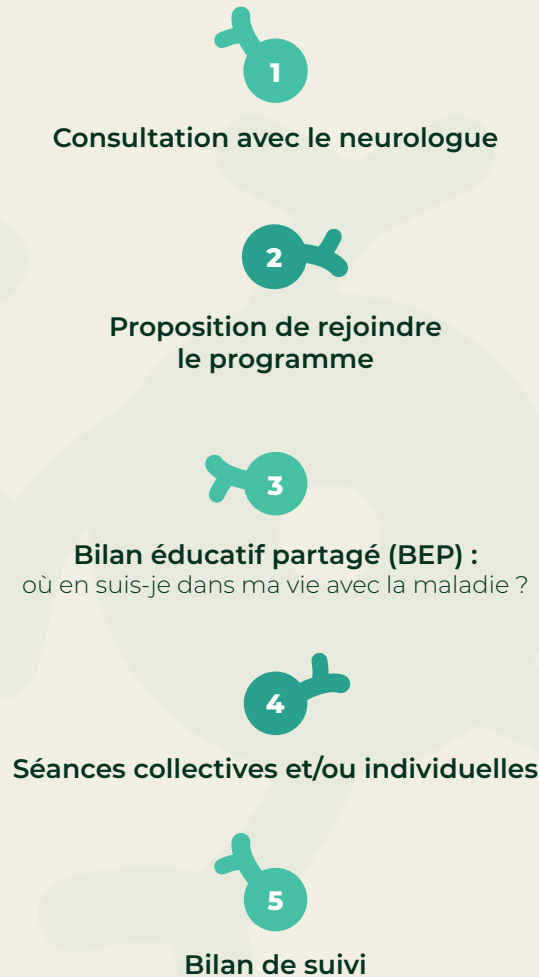 1
Consultation avec le neurologue
2
Proposition de rejoindre
le programme
3
Bilan éducatif partagé (BEP) :
où en suis-je dans ma vie avec la maladie ?
4
Séances collectives et/ou individuelles
5
Bilan de suivi